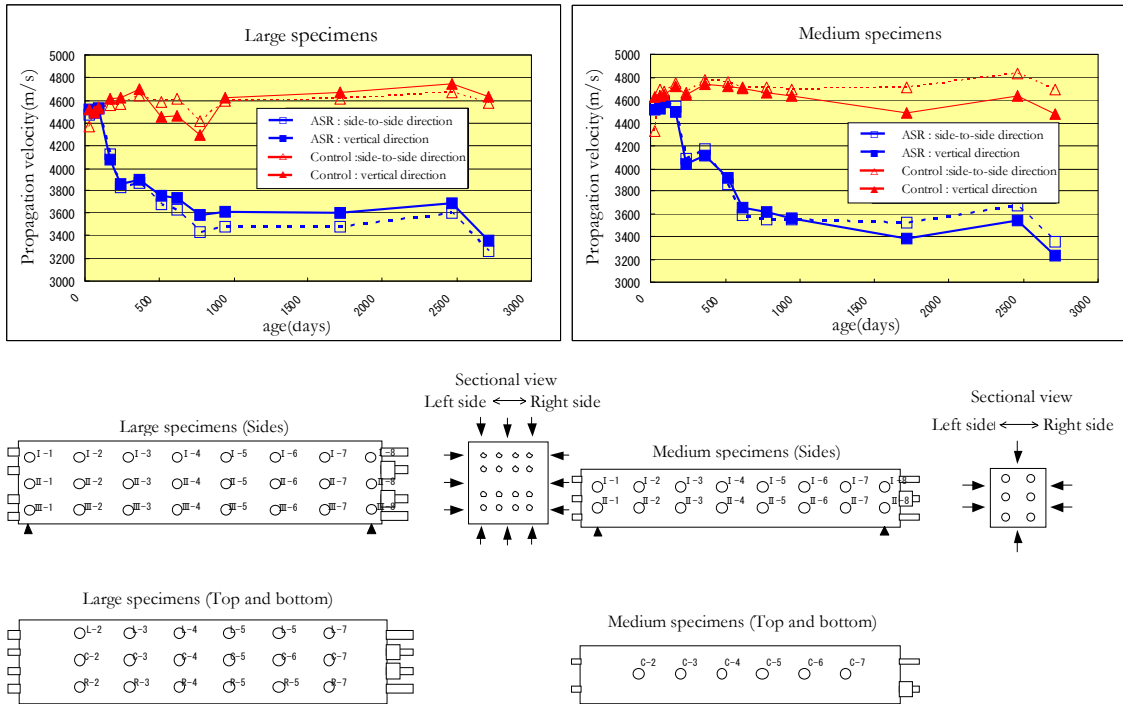 Large specimens
Propagation velocity(m/s)
5000
4800
4600
4400
4200
4000
3800
3600
3400
3200
3000
ASR : side-to-side direction
ASR : vertical direction
Control :side-to-side direction
Control : vertical direction
0
500
1000
1500
2000
2500
3000
age(days)
Medium specimens
Propagation velocity(m/s)
5000
4800
4600
4400
4200
4000
3800
3600
3400
3200
3000
ASR : side-to-side direction
ASR : vertical direction
Control :side-to-side direction
Control : vertical direction
0
500
1000
1500
2000
2500
3000
age(days)
Large specimens (Sides)
I-1 I-2 I-3 I-4 I-5 I-6 I-7 I-8
II-1 II-2 II-3 II-4 II-5 II-6 II-7 II-8
III-1 III-2 III-3 III-4 III-5 III-6 III-7 III-8
Sectional view
Left side Right side
Medium specimens (Sides)
I-1 I-2 I-3 I-4 I-5 I-6 I-7 I-8
II-1 II-2 II-3 II-4 II-5 II-6 II-7 II-8
Sectional view
Left side Right side
Large specimens (Top and bottom)
L-2 L-3 L-4 L-5 L-5 L-7
C-2 C-3 C-4 C-5 C-6 C-7
R-2 R-3 R-4 R-5 R-5 R-7
Medium specimens (Top and bottom)
C-2 C-3 C-4 C-5 C-6 C-7